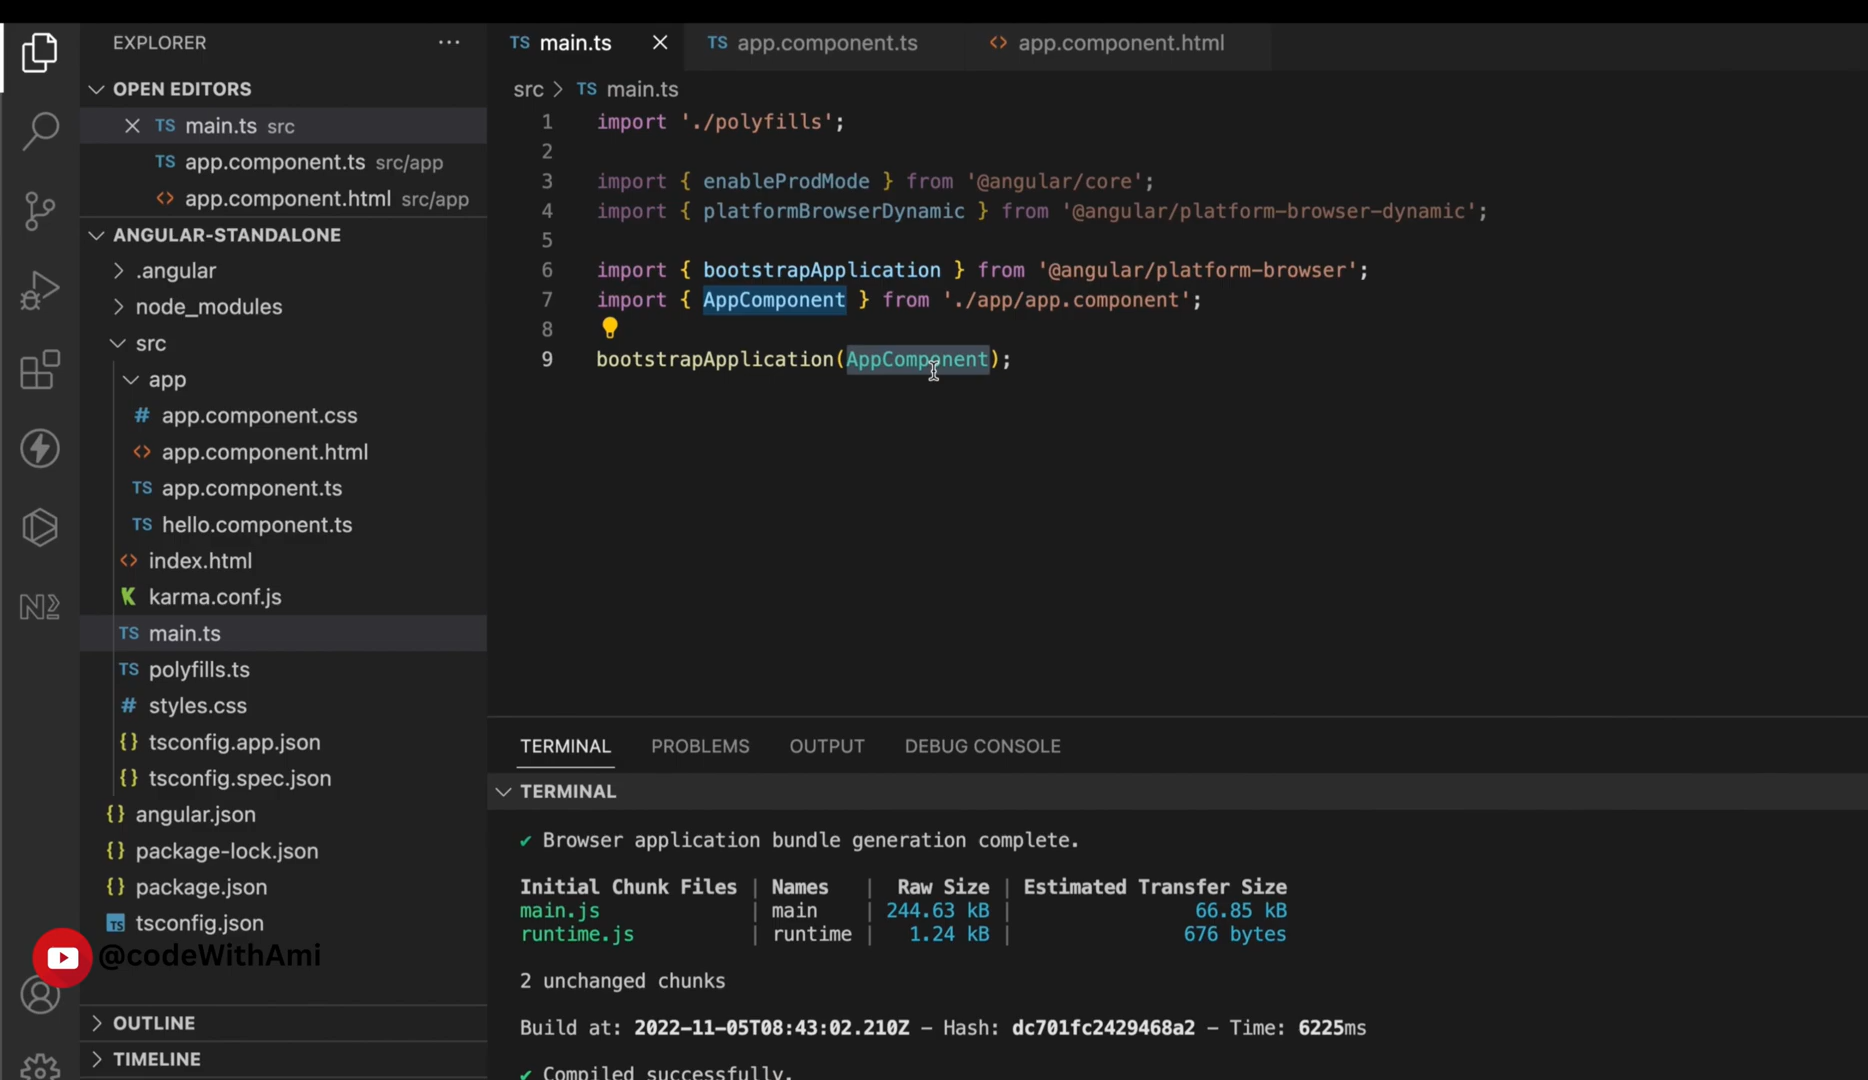 EXPLORER
OPEN EDITORS
TS main.ts src
TS app.component.ts src/app
<> app.component.html src/app
ANGULAR-STANDALONE
.angular
node_modules
src
app
# app.component.css
<> app.component.html
TS app.component.ts
TS hello.component.ts
<> index.html
K karma.conf.js
TS main.ts
TS polyfills.ts
# styles.css
{} tsconfig.app.json
{} tsconfig.spec.json
{} angular.json
{} package-lock.json
{} package.json
TS tsconfig.json
@codeWithAmi
OUTLINE
TIMELINE
TS main.ts
TS app.component.ts
<> app.component.html
src > TS main.ts
1 import './polyfills';
2
3 import { enableProdMode } from '@angular/core';
4 import { platformBrowserDynamic } from '@angular/platform-browser-dynamic';
5
6 import { bootstrapApplication } from '@angular/platform-browser';
7 import { AppComponent } from './app/app.component';
8
9 bootstrapApplication(AppComponent);
TERMINAL PROBLEMS OUTPUT DEBUG CONSOLE
TERMINAL
✔ Browser application bundle generation complete.
Initial Chunk Files | Names | Raw Size | Estimated Transfer Size
main.js | main | 244.63 kB | 66.85 kB
runtime.js | runtime | 1.24 kB | 676 bytes
2 unchanged chunks
Build at: 2022-11-05T08:43:02.210Z - Hash: dc701fc2429468a2 - Time: 6225ms
✔ Compiled successfully.